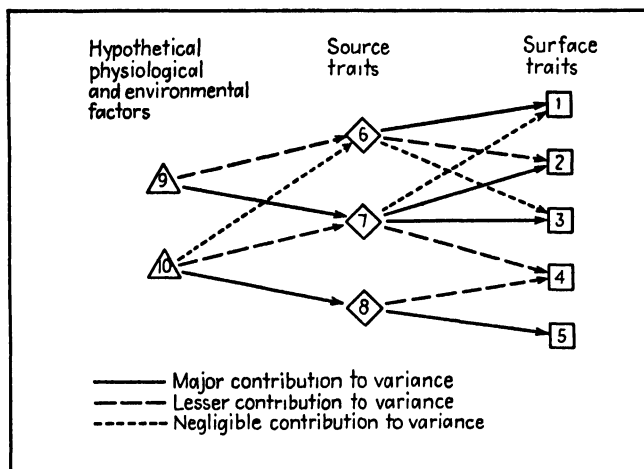 Hypothetical
physiological
and environmental
factors
Source
traits
Surface
traits
1
6
2
9
3
7
10
4
8
5
Major contribution to variance
Lesser contribution to variance
Negligible contribution to variance